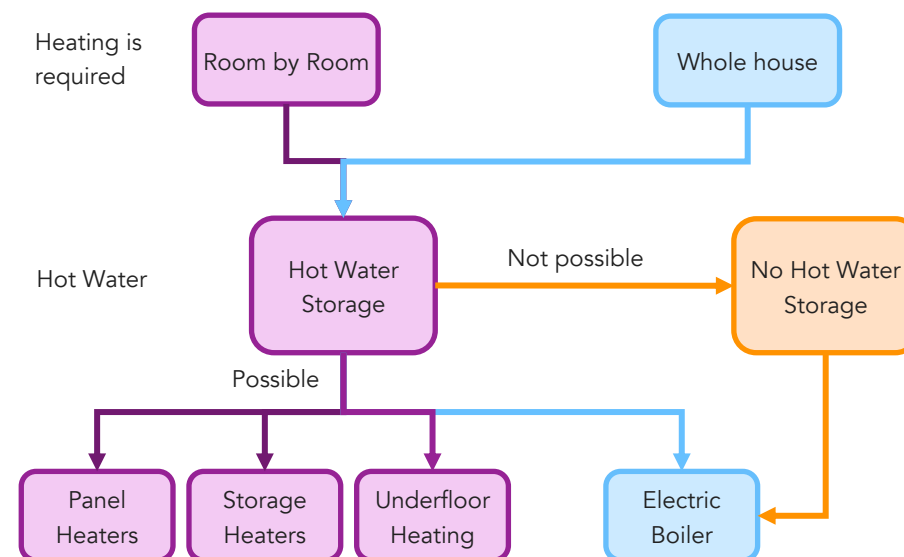 Heating is
required
Room by Room
Whole house
Hot Water
Hot Water
Storage
Not possible
No Hot Water
Storage
Possible
Panel
Heaters
Storage
Heaters
Underfloor
Heating
Electric
Boiler